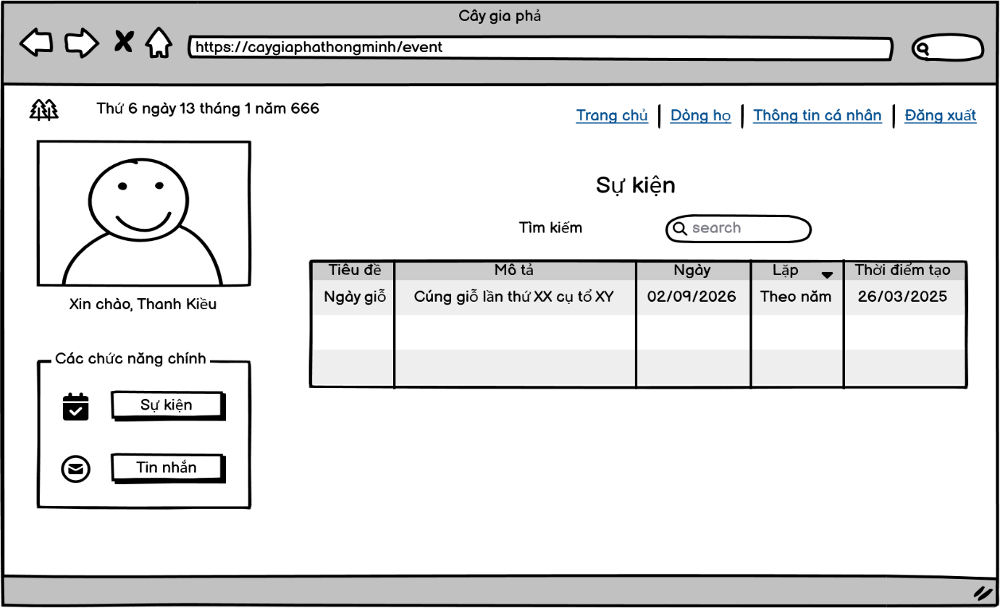 Cây gia phả
https://caygiaphathongminh/event
Thứ 6 ngày 13 tháng 1 năm 666
Trang chủ Dòng họ Thông tin cá nhân Đăng xuất
Xin chào, Thanh Kiều
Các chức năng chính
Sự kiện
Tin nhắn
Sự kiện
Tìm kiếm search
Tiêu đề Mô tả Ngày Lặp Thời điểm tạo
Ngày giỗ Cúng giỗ lần thứ XX cụ tổ XY 02/09/2026 Theo năm 26/03/2025